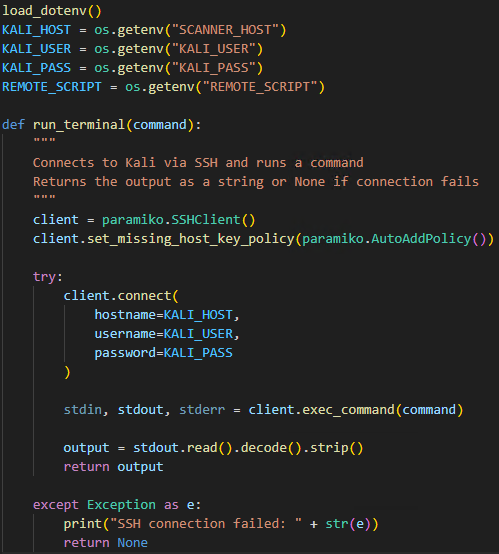 load_dotenv()
KALI_HOST = os.getenv("SCANNER_HOST")
KALI_USER = os.getenv("KALI_USER")
KALI_PASS = os.getenv("KALI_PASS")
REMOTE_SCRIPT = os.getenv("REMOTE_SCRIPT")

def run_terminal(command):
    """
    Connects to Kali via SSH and runs a command
    Returns the output as a string or None if connection fails
    """
    client = paramiko.SSHClient()
    client.set_missing_host_key_policy(paramiko.AutoAddPolicy())

    try:
        client.connect(
            hostname=KALI_HOST,
            username=KALI_USER,
            password=KALI_PASS
        )

        stdin, stdout, stderr = client.exec_command(command)

        output = stdout.read().decode().strip()
        return output

    except Exception as e:
        print("SSH connection failed: " + str(e))
        return None